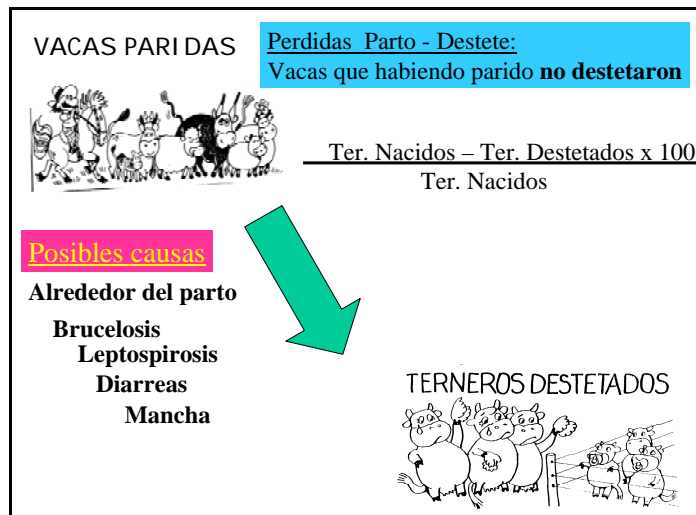 VACAS PARIDAS
Perdidas Parto - Destete:
Vacas que habiendo parido no destetaron
Ter. Nacidos – Ter. Destetados x 100
Ter. Nacidos
Posibles causas
Alrededor del parto
Brucelosis
Leptospirosis
Diarreas
Mancha
TERNEROS DESTETADOS